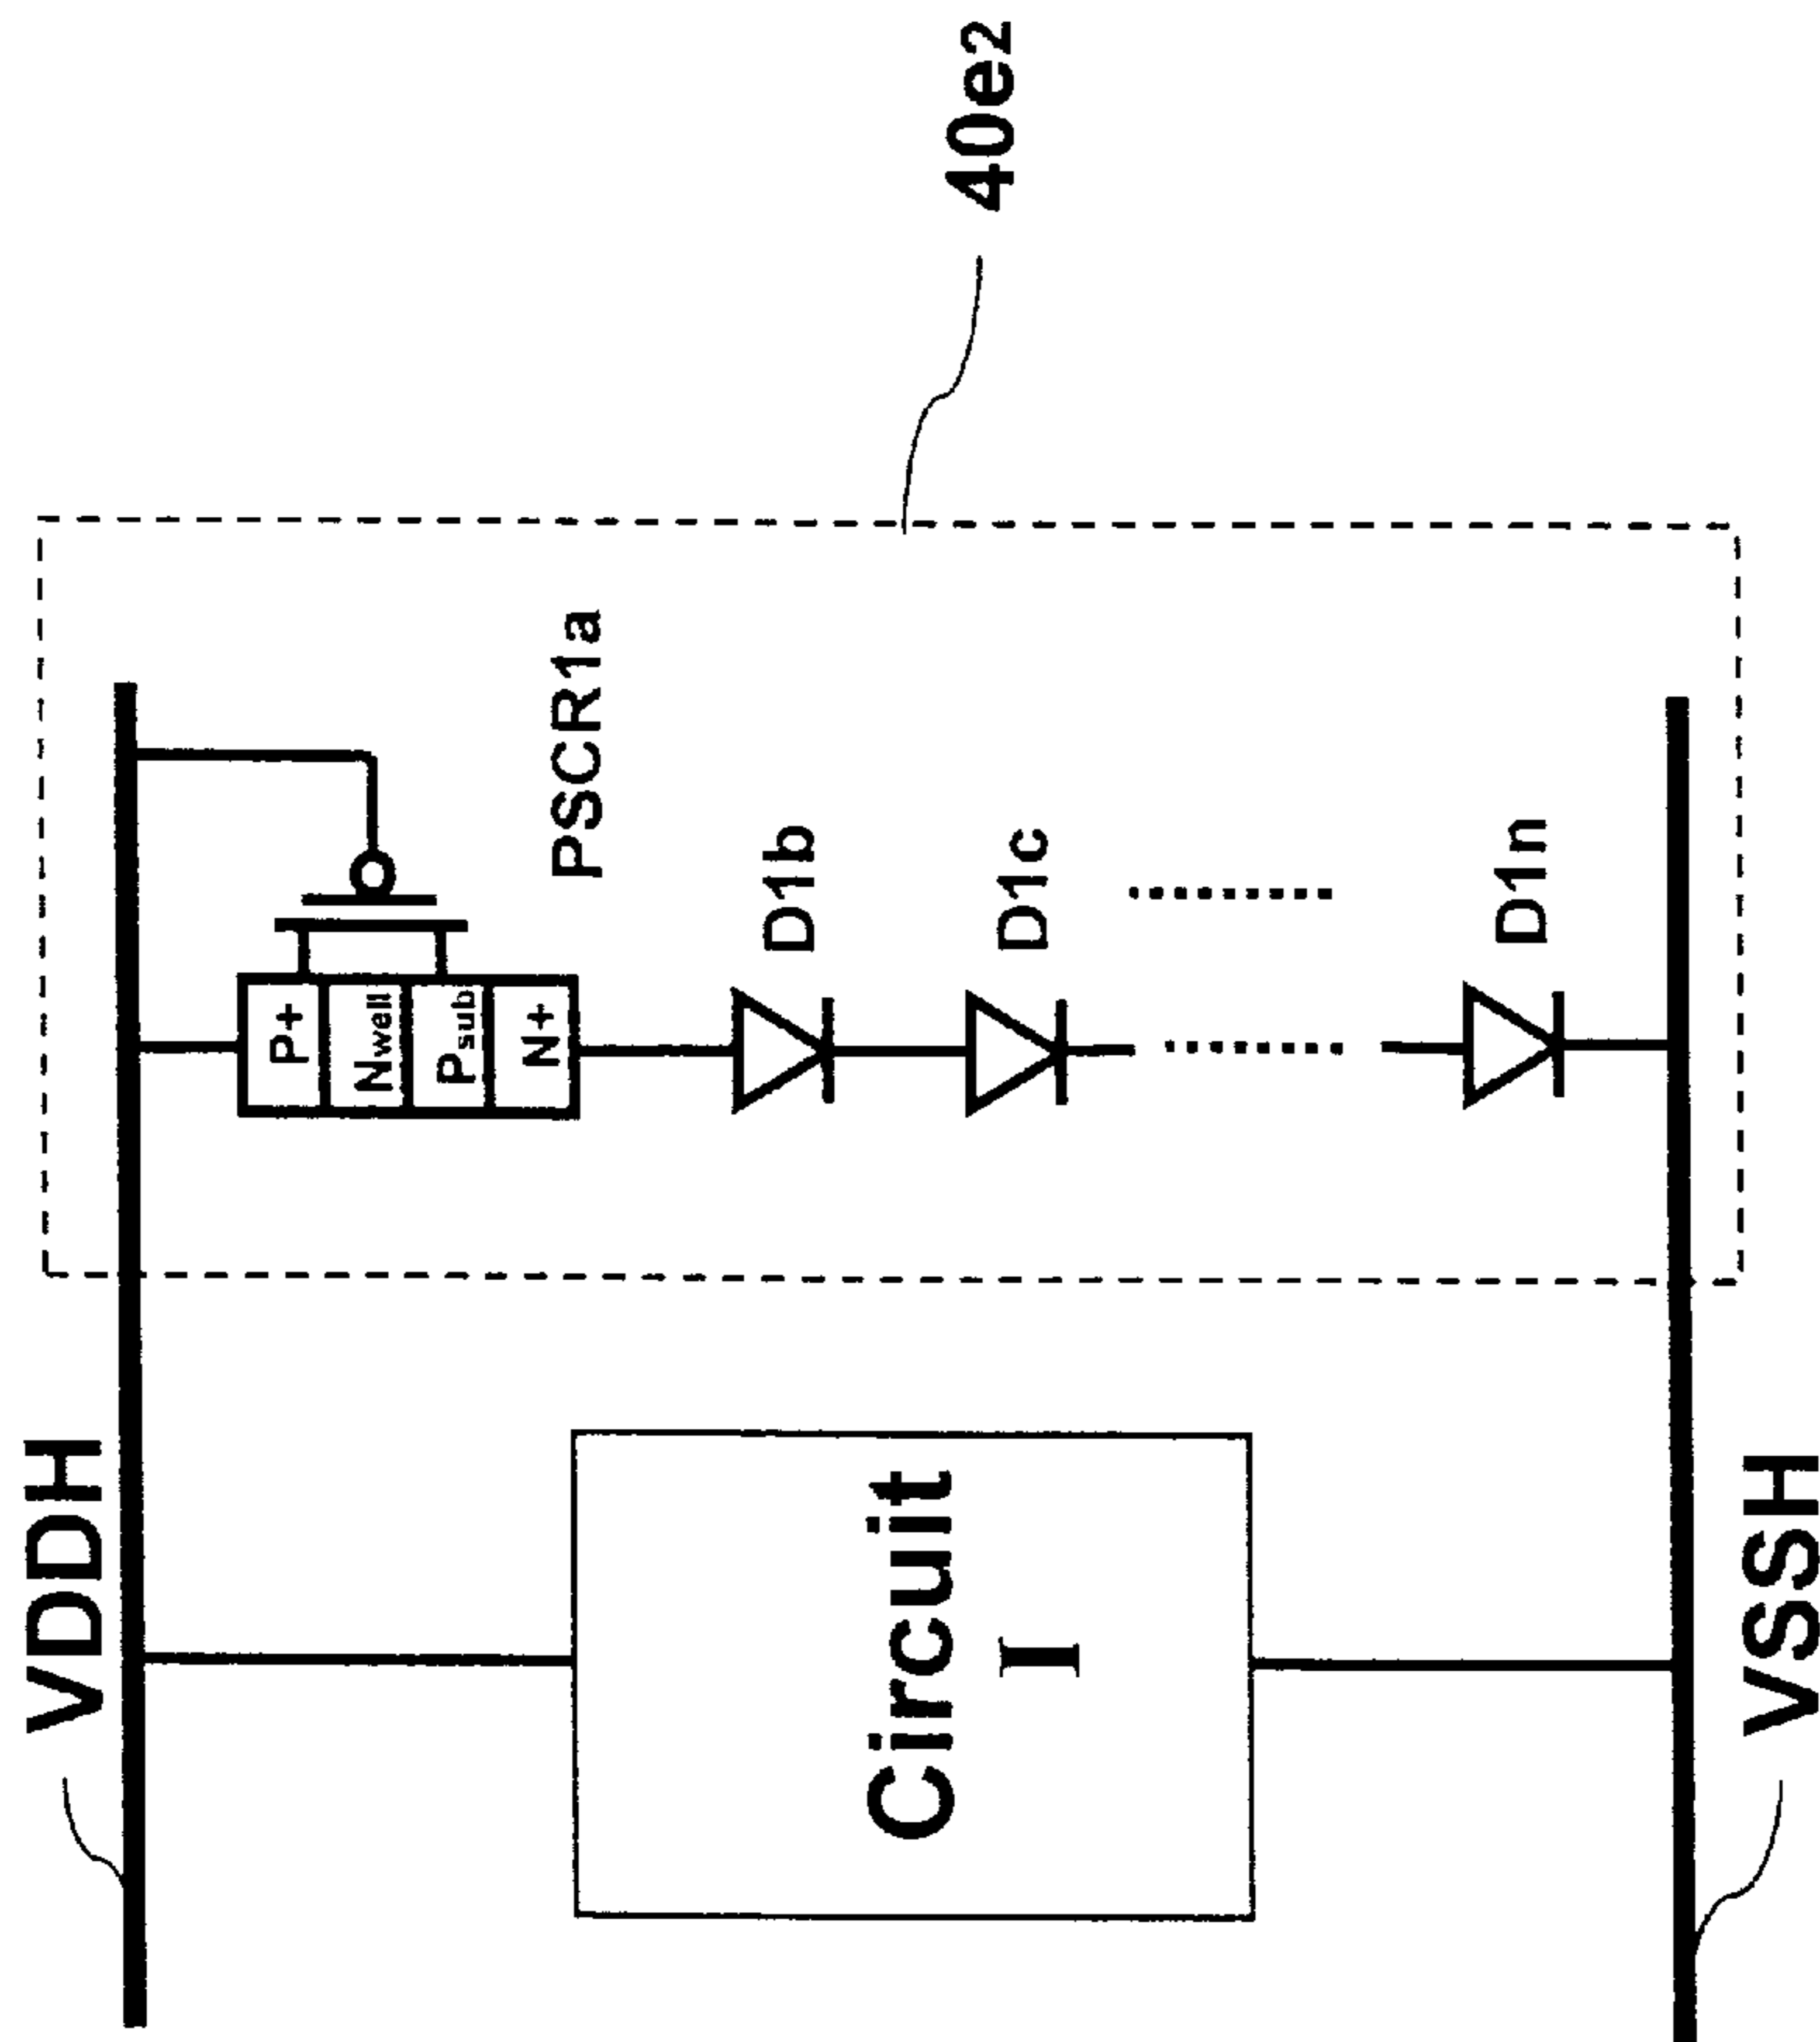 VDDH
P+
Nwell
Psub
N+
PSCR1a
D1b
D1c
D1n
40e2
Circuit
I
VSSH